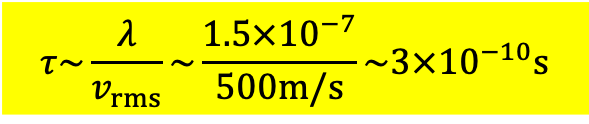 τ~ λ/v_rms ~ 1.5×10⁻⁷/500m/s ~3×10⁻¹⁰s